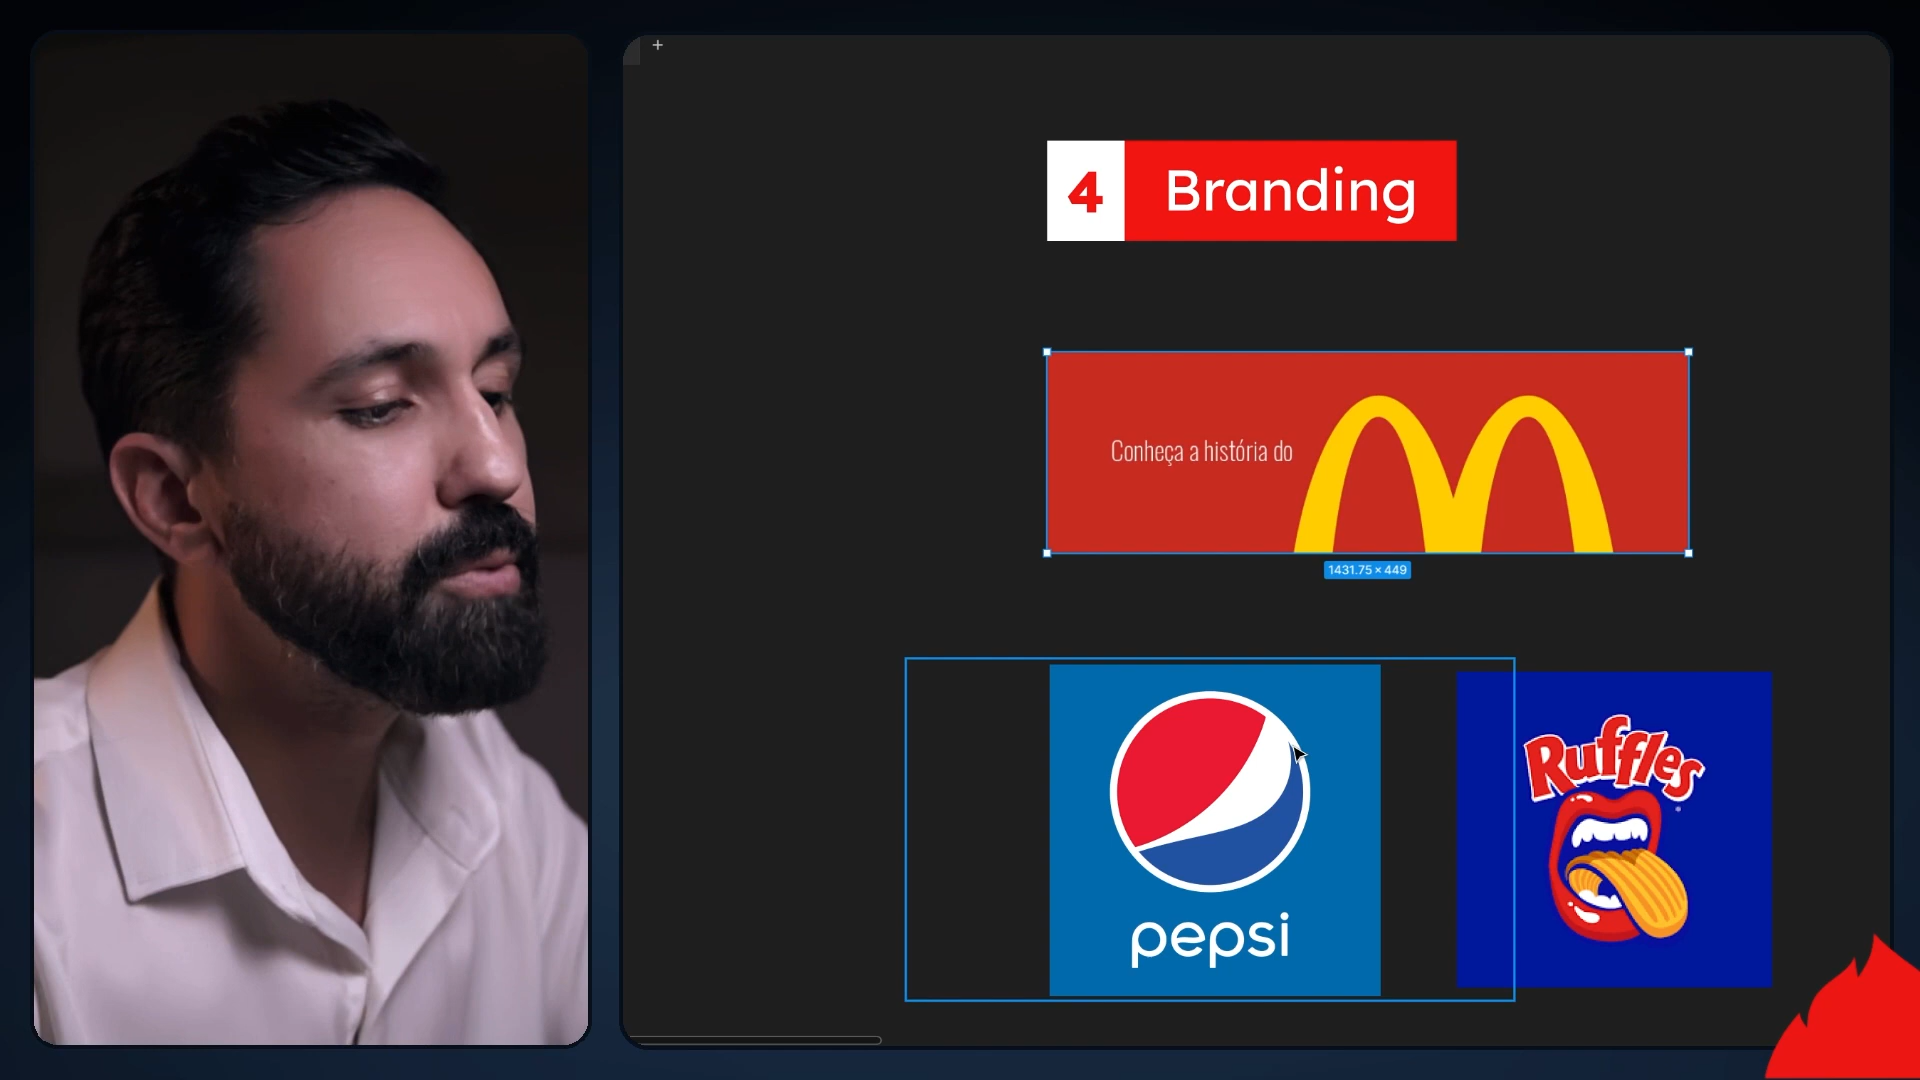 +
4 Branding
Conheça a história do
1431.75 × 449
Ruffles
pepsi